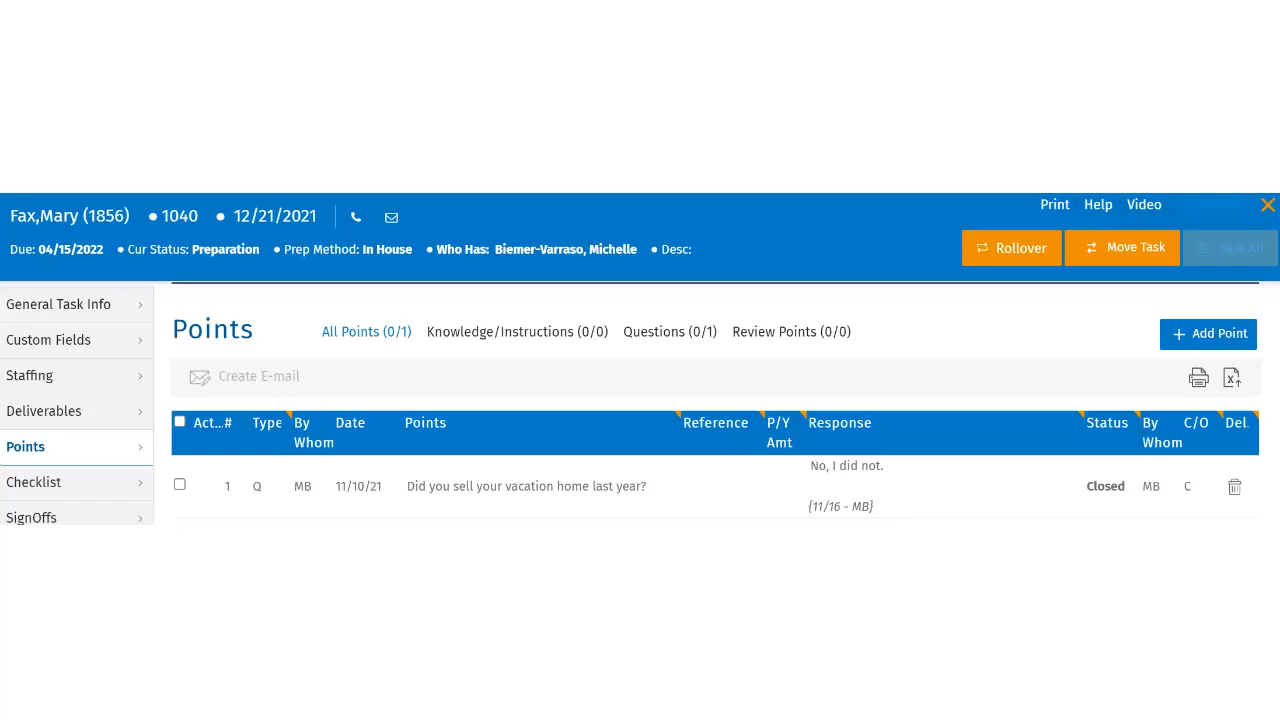 Fax,Mary (1856) ● 1040 ● 12/21/2021
Print Help Video
Due: 04/15/2022 ● Cur Status: Preparation ● Prep Method: In House ● Who Has: Biemer-Varraso, Michelle ● Desc:
Rollover Move Task Save All
General Task Info
Custom Fields
Staffing
Deliverables
Points
Checklist
SignOffs
Points All Points (0/1) Knowledge/Instructions (0/0) Questions (0/1) Review Points (0/0) + Add Point
Create E-mail
Act...# Type By Whom Date Points Reference P/Y Amt Response Status By Whom C/O Del.
1 Q MB 11/10/21 Did you sell your vacation home last year? No, I did not. Closed MB C
{11/16 - MB}